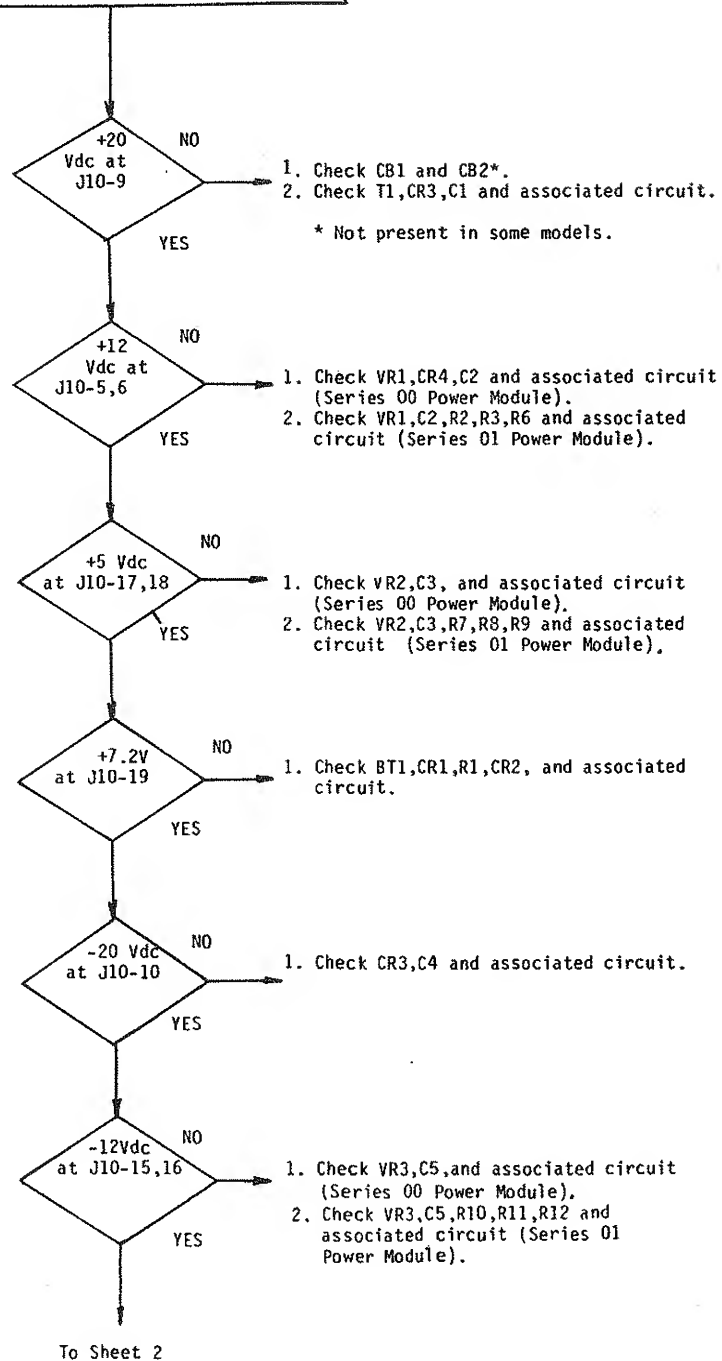 +20
Vdc at
J10-9
NO
YES
1. Check CB1 and CB2*.
2. Check T1,CR3,C1 and associated circuit.
* Not present in some models.
+12
Vdc at
J10-5,6
NO
YES
1. Check VR1,CR4,C2 and associated circuit
(Series 00 Power Module).
2. Check VR1,C2,R2,R3,R6 and associated
circuit (Series 01 Power Module).
+5 Vdc
at J10-17,18
NO
YES
1. Check VR2,C3, and associated circuit
(Series 00 Power Module).
2. Check VR2,C3,R7,R8,R9 and associated
circuit (Series 01 Power Module).
+7.2V
at J10-19
NO
YES
1. Check BT1,CR1,R1,CR2, and associated
circuit.
-20 Vdc
at J10-10
NO
YES
1. Check CR3,C4 and associated circuit.
-12Vdc
at J10-15,16
NO
YES
1. Check VR3,C5,and associated circuit
(Series 00 Power Module).
2. Check VR3,C5,R10,R11,R12 and
associated circuit (Series 01
Power Module).
To Sheet 2